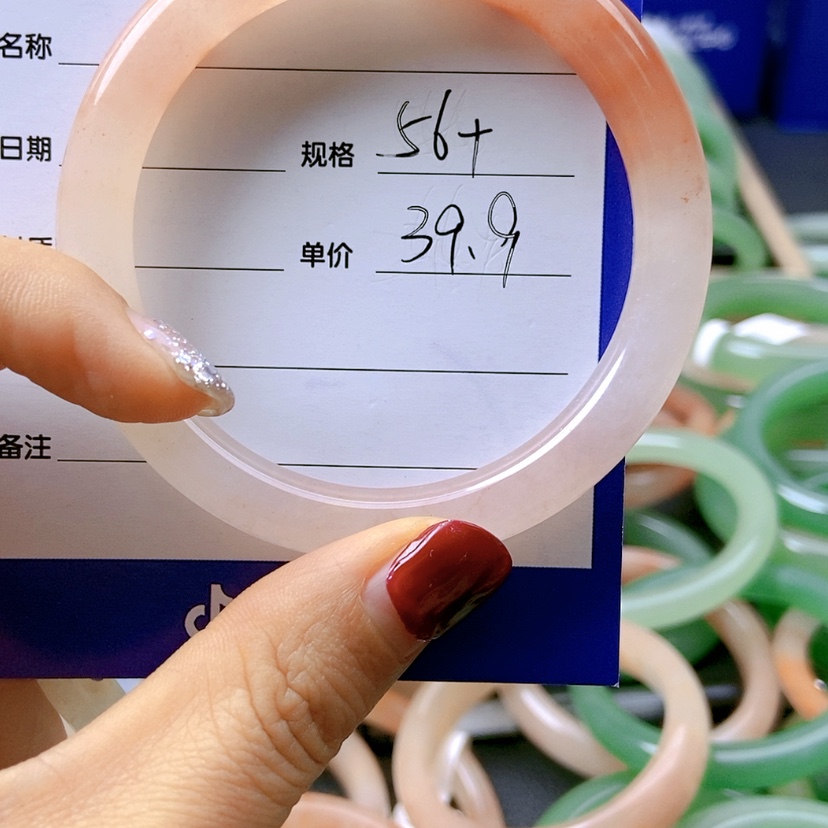 名称
日期 规格 56+
单价 39.9
备注